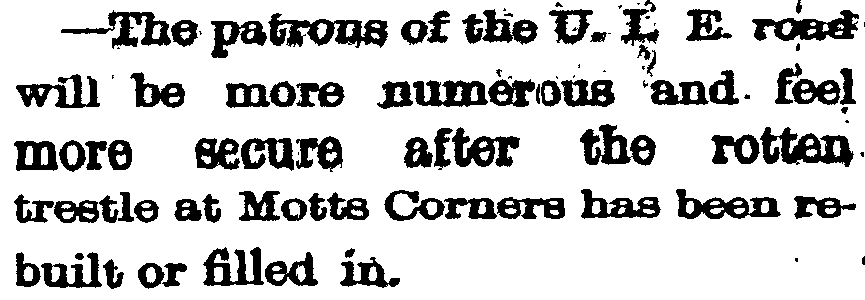 —The patrons of the U. I. E. road
will be more numerous and feel
more secure after the rotten
trestle at Motts Corners has been re-
built or filled in.